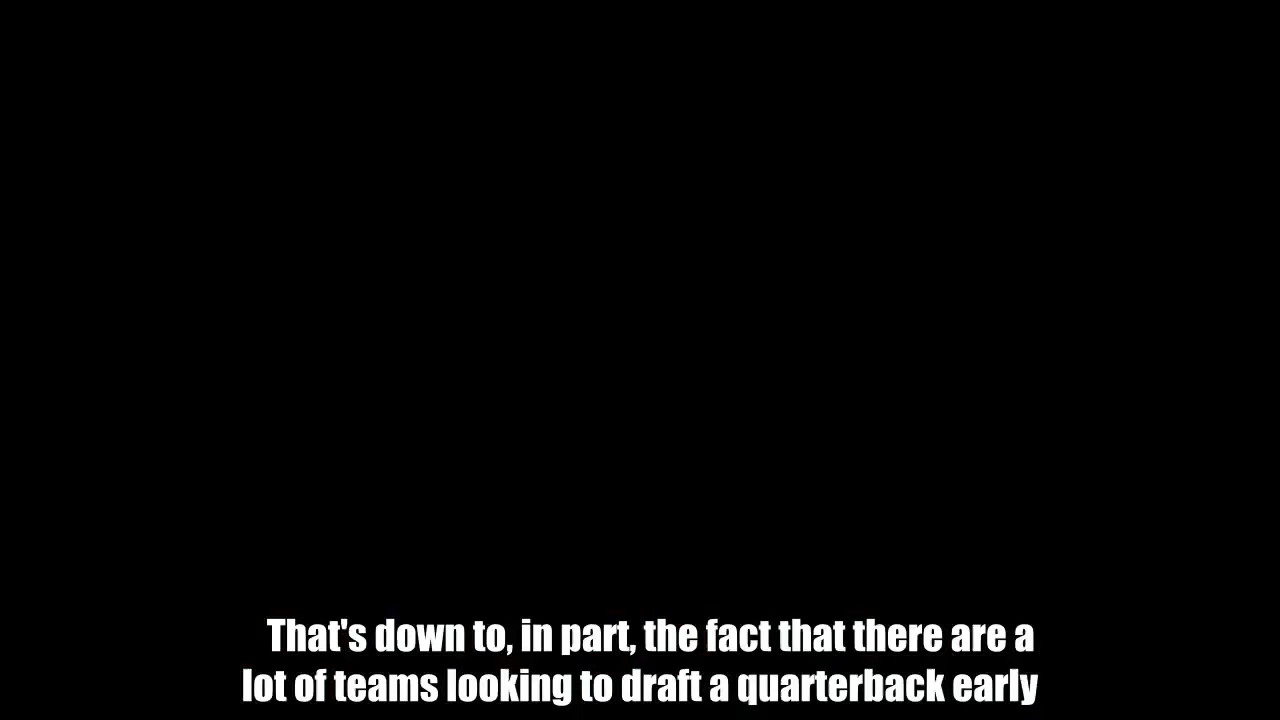 That's down to, in part, the fact that there are a
lot of teams looking to draft a quarterback early